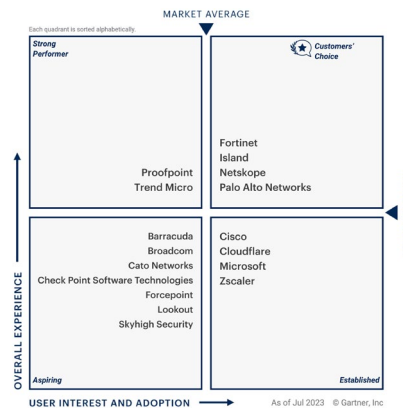 MARKET AVERAGE
Each quadrant is sorted alphabetically.
Strong
Performer
Customers'
Choice
Proofpoint
Trend Micro
Fortinet
Island
Netskope
Palo Alto Networks
Barracuda
Broadcom
Cato Networks
Check Point Software Technologies
Forcepoint
Lookout
Skyhigh Security
Cisco
Cloudflare
Microsoft
Zscaler
Aspiring
Established
OVERALL EXPERIENCE
USER INTEREST AND ADOPTION
As of Jul 2023 © Gartner, Inc